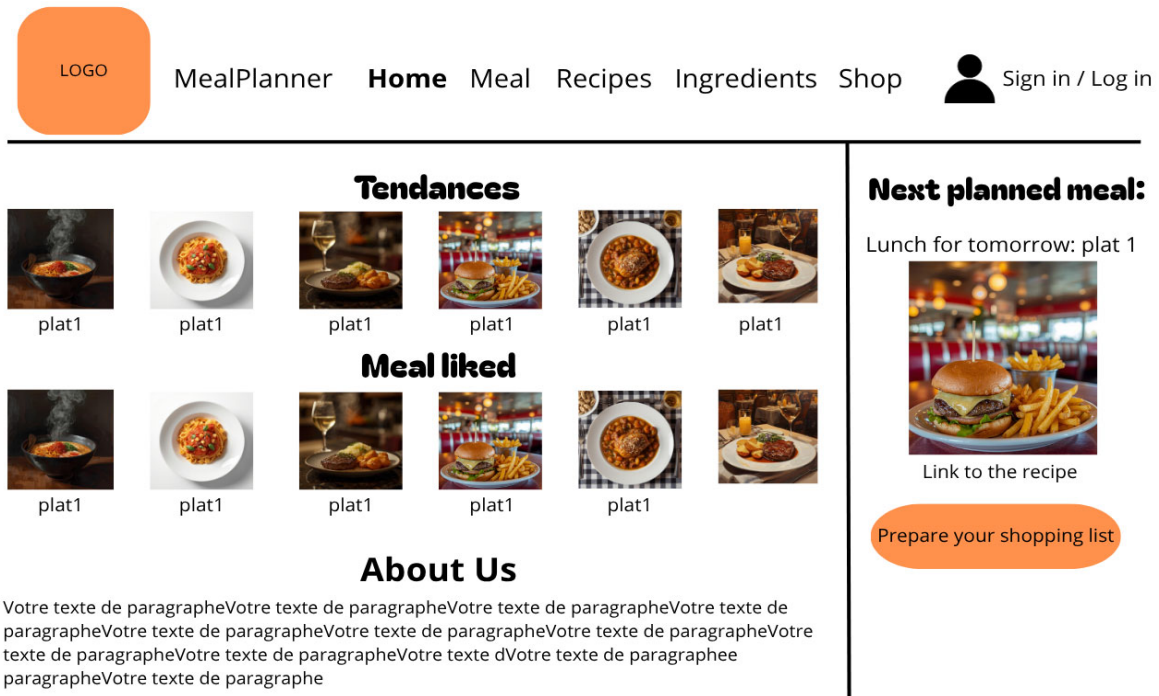 LOGO
MealPlanner Home Meal Recipes Ingredients Shop Sign in / Log in
Tendances
plat1 plat1 plat1 plat1 plat1 plat1
Meal liked
plat1 plat1 plat1 plat1 plat1
About Us
Votre texte de paragrapheVotre texte de paragrapheVotre texte de paragrapheVotre texte de
paragrapheVotre texte de paragrapheVotre texte de paragrapheVotre texte de paragrapheVotre
texte de paragrapheVotre texte de paragrapheVotre texte dVotre texte de paragraphee
paragrapheVotre texte de paragraphe
Next planned meal:
Lunch for tomorrow: plat 1
Link to the recipe
Prepare your shopping list